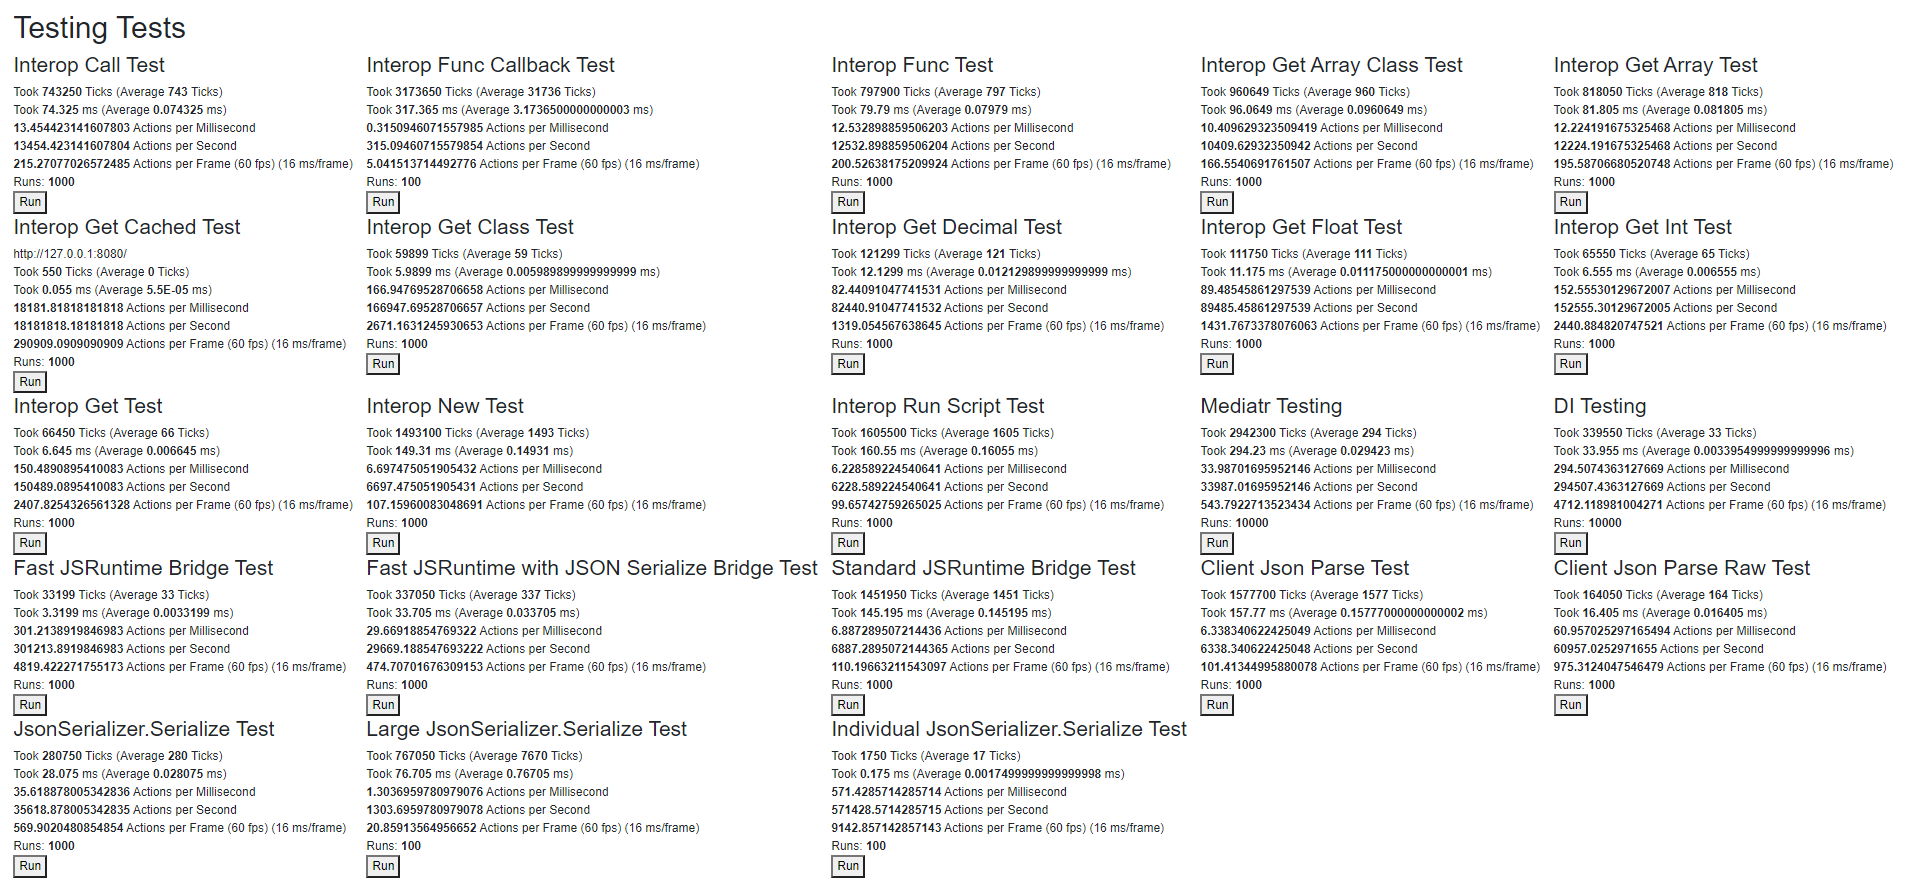 Testing Tests
Interop Call Test
Took 743250 Ticks (Average 743 Ticks)
Took 74.325 ms (Average 0.074325 ms)
13.454423141607803 Actions per Millisecond
13454.423141607804 Actions per Second
215.27077026572485 Actions per Frame (60 fps) (16 ms/frame)
Runs: 1000
Run
Interop Func Callback Test
Took 3173650 Ticks (Average 31736 Ticks)
Took 317.365 ms (Average 3.1736500000000003 ms)
0.3150946071557985 Actions per Millisecond
315.09460715579854 Actions per Second
5.041513714492776 Actions per Frame (60 fps) (16 ms/frame)
Runs: 100
Run
Interop Func Test
Took 797900 Ticks (Average 797 Ticks)
Took 79.79 ms (Average 0.07979 ms)
12.532898859506203 Actions per Millisecond
12532.898859506204 Actions per Second
200.52638175209924 Actions per Frame (60 fps) (16 ms/frame)
Runs: 1000
Run
Interop Get Array Class Test
Took 960649 Ticks (Average 960 Ticks)
Took 96.0649 ms (Average 0.0960649 ms)
10.409629323509419 Actions per Millisecond
10409.62932350942 Actions per Second
166.5540691761507 Actions per Frame (60 fps) (16 ms/frame)
Runs: 1000
Run
Interop Get Array Test
Took 818050 Ticks (Average 818 Ticks)
Took 81.805 ms (Average 0.081805 ms)
12.224191675325468 Actions per Millisecond
12224.191675325468 Actions per Second
195.58706680520748 Actions per Frame (60 fps) (16 ms/frame)
Runs: 1000
Run
Interop Get Cached Test
http://127.0.0.1:8080/
Took 550 Ticks (Average 0 Ticks)
Took 0.055 ms (Average 5.5E-05 ms)
18181.81818181818 Actions per Millisecond
18181818.18181818 Actions per Second
290909.0909090909 Actions per Frame (60 fps) (16 ms/frame)
Runs: 1000
Run
Interop Get Class Test
Took 59899 Ticks (Average 59 Ticks)
Took 5.9899 ms (Average 0.005989899999999999 ms)
166.94769528706658 Actions per Millisecond
166947.69528706657 Actions per Second
2671.1631245930653 Actions per Frame (60 fps) (16 ms/frame)
Runs: 1000
Run
Interop Get Decimal Test
Took 121299 Ticks (Average 121 Ticks)
Took 12.1299 ms (Average 0.012129899999999999 ms)
82.44091047741531 Actions per Millisecond
82440.91047741532 Actions per Second
1319.054567638645 Actions per Frame (60 fps) (16 ms/frame)
Runs: 1000
Run
Interop Get Float Test
Took 111750 Ticks (Average 111 Ticks)
Took 11.175 ms (Average 0.011175000000000001 ms)
89.48545861297539 Actions per Millisecond
89485.45861297539 Actions per Second
1431.7673378076063 Actions per Frame (60 fps) (16 ms/frame)
Runs: 1000
Run
Interop Get Int Test
Took 65550 Ticks (Average 65 Ticks)
Took 6.555 ms (Average 0.006555 ms)
152.55530129672007 Actions per Millisecond
152555.30129672005 Actions per Second
2440.884820747521 Actions per Frame (60 fps) (16 ms/frame)
Runs: 1000
Run
Interop Get Test
Took 66450 Ticks (Average 66 Ticks)
Took 6.645 ms (Average 0.006645 ms)
150.4890895410083 Actions per Millisecond
150489.0895410083 Actions per Second
2407.8254326561328 Actions per Frame (60 fps) (16 ms/frame)
Runs: 1000
Run
Interop New Test
Took 1493100 Ticks (Average 1493 Ticks)
Took 149.31 ms (Average 0.14931 ms)
6.697475051905432 Actions per Millisecond
6697.475051905431 Actions per Second
107.15960083048691 Actions per Frame (60 fps) (16 ms/frame)
Runs: 1000
Run
Interop Run Script Test
Took 1605500 Ticks (Average 1605 Ticks)
Took 160.55 ms (Average 0.16055 ms)
6.228589224540641 Actions per Millisecond
6228.589224540641 Actions per Second
99.65742759265025 Actions per Frame (60 fps) (16 ms/frame)
Runs: 1000
Run
Mediatr Testing
Took 2942300 Ticks (Average 294 Ticks)
Took 294.23 ms (Average 0.029423 ms)
33.98701695952146 Actions per Millisecond
33987.01695952146 Actions per Second
543.7922713523434 Actions per Frame (60 fps) (16 ms/frame)
Runs: 10000
Run
DI Testing
Took 339550 Ticks (Average 33 Ticks)
Took 33.955 ms (Average 0.0033954999999999996 ms)
294.5074363127669 Actions per Millisecond
294507.4363127669 Actions per Second
4712.118981004271 Actions per Frame (60 fps) (16 ms/frame)
Runs: 10000
Run
Fast JSRuntime Bridge Test
Took 33199 Ticks (Average 33 Ticks)
Took 3.3199 ms (Average 0.0033199 ms)
301.2138919846983 Actions per Millisecond
301213.8919846983 Actions per Second
4819.422271755173 Actions per Frame (60 fps) (16 ms/frame)
Runs: 1000
Run
Fast JSRuntime with JSON Serialize Bridge Test
Took 337050 Ticks (Average 337 Ticks)
Took 33.705 ms (Average 0.033705 ms)
29.66918854769322 Actions per Millisecond
29669.188547693222 Actions per Second
474.70701676309153 Actions per Frame (60 fps) (16 ms/frame)
Runs: 1000
Run
Standard JSRuntime Bridge Test
Took 1451950 Ticks (Average 1451 Ticks)
Took 145.195 ms (Average 0.145195 ms)
6.887289507214436 Actions per Millisecond
6887.2895072144365 Actions per Second
110.19663211543097 Actions per Frame (60 fps) (16 ms/frame)
Runs: 1000
Run
Client Json Parse Test
Took 1577700 Ticks (Average 1577 Ticks)
Took 157.77 ms (Average 0.15777000000000002 ms)
6.338340622425049 Actions per Millisecond
6338.340622425048 Actions per Second
101.41344995880078 Actions per Frame (60 fps) (16 ms/frame)
Runs: 1000
Run
Client Json Parse Raw Test
Took 164050 Ticks (Average 164 Ticks)
Took 16.405 ms (Average 0.016405 ms)
60.957025297165494 Actions per Millisecond
60957.0252971655 Actions per Second
975.3124047546479 Actions per Frame (60 fps) (16 ms/frame)
Runs: 1000
Run
JsonSerializer.Serialize Test
Took 280750 Ticks (Average 280 Ticks)
Took 28.075 ms (Average 0.028075 ms)
35.618878005342836 Actions per Millisecond
35618.878005342835 Actions per Second
569.9020480854854 Actions per Frame (60 fps) (16 ms/frame)
Runs: 1000
Run
Large JsonSerializer.Serialize Test
Took 767050 Ticks (Average 7670 Ticks)
Took 76.705 ms (Average 0.76705 ms)
1.3036959780979076 Actions per Millisecond
1303.6959780979078 Actions per Second
20.85913564956652 Actions per Frame (60 fps) (16 ms/frame)
Runs: 100
Run
Individual JsonSerializer.Serialize Test
Took 1750 Ticks (Average 17 Ticks)
Took 0.175 ms (Average 0.0017499999999999998 ms)
571.4285714285714 Actions per Millisecond
571428.5714285715 Actions per Second
9142.857142857143 Actions per Frame (60 fps) (16 ms/frame)
Runs: 100
Run